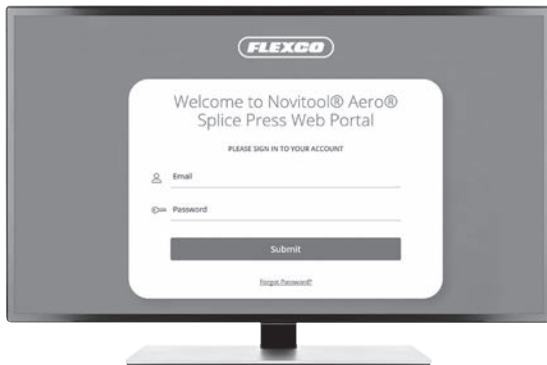 FLEXCO
Welcome to Novitool® Aero®
Splice Press Web Portal
PLEASE SIGN IN TO YOUR ACCOUNT
Email
Password
Submit
Forgot Password?